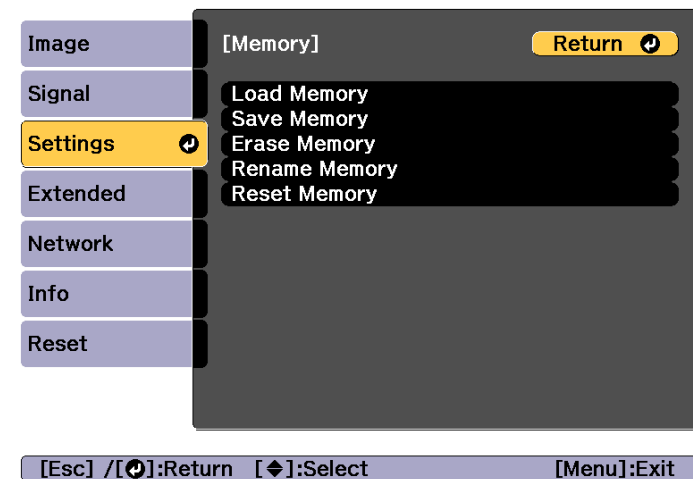 Image
Signal
Settings
Extended
Network
Info
Reset
[Memory]
Return
Load Memory
Save Memory
Erase Memory
Rename Memory
Reset Memory
[Esc] /[⏎]:Return [◆]:Select [Menu]:Exit